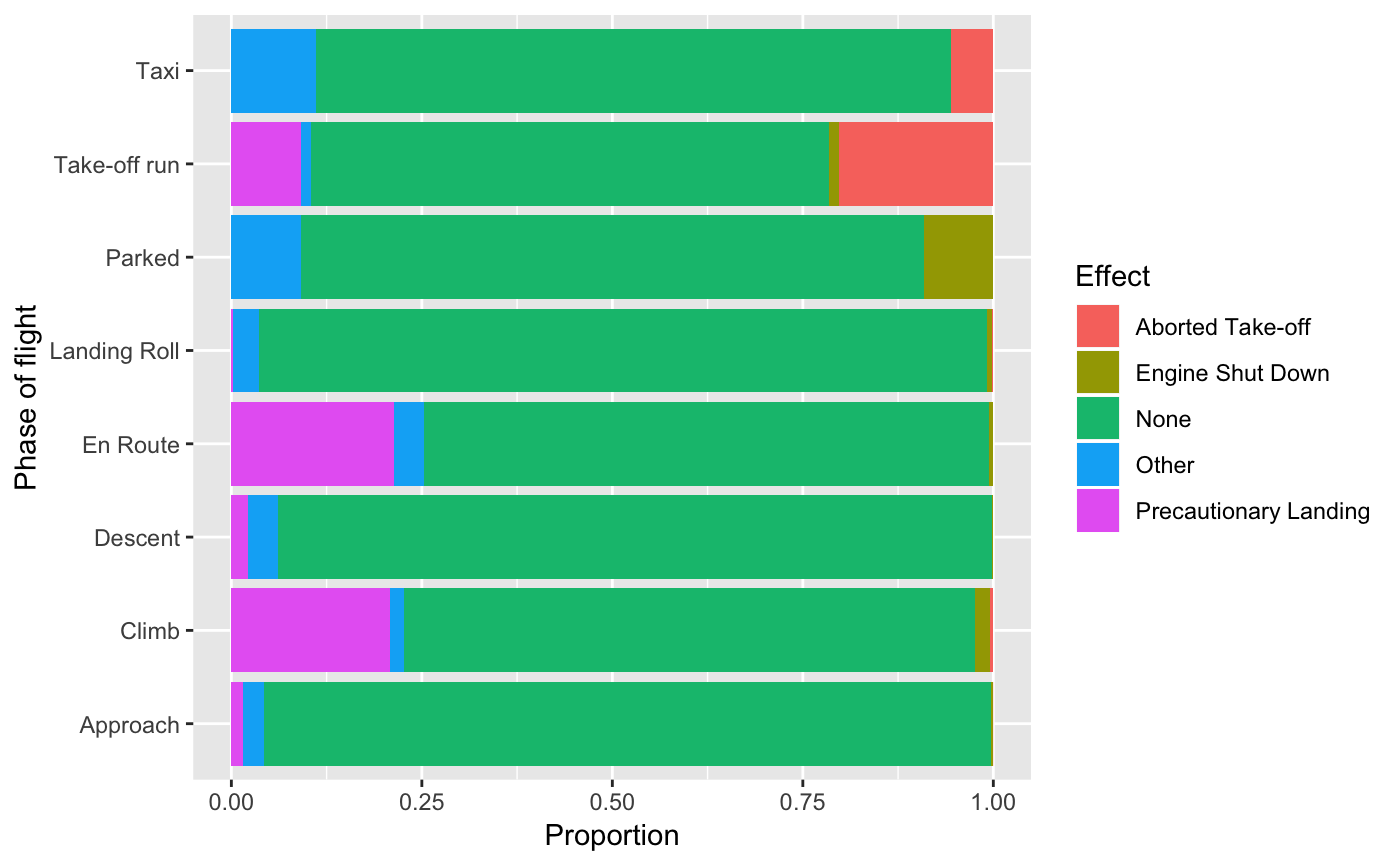 Taxi
Take-off run
Parked
Landing Roll
En Route
Descent
Climb
Approach
Phase of flight
0.00 0.25 0.50 0.75 1.00
Proportion
Effect
Aborted Take-off
Engine Shut Down
None
Other
Precautionary Landing